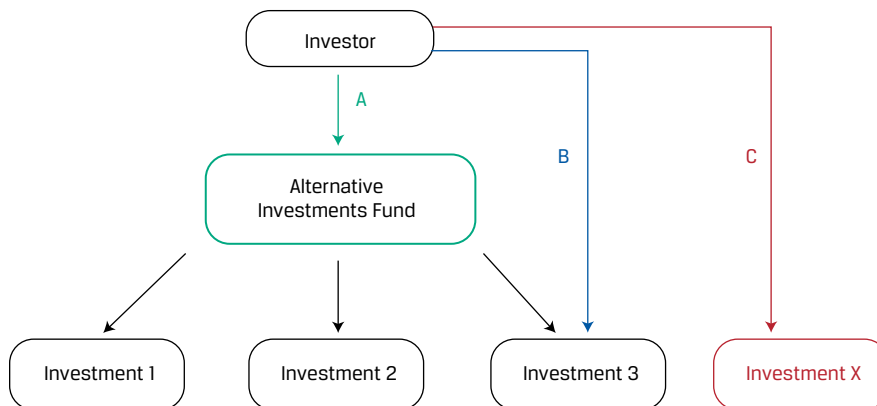 Investor
A
B
C
Alternative
Investments Fund
Investment 1
Investment 2
Investment 3
Investment X